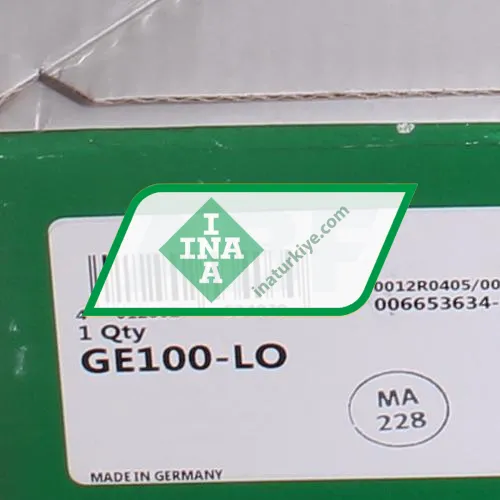 I
INA
A
inaturkiye.com
0012R0405/00
006653634-
1 Qty
GE100-LO
MA
228
MADE IN GERMANY